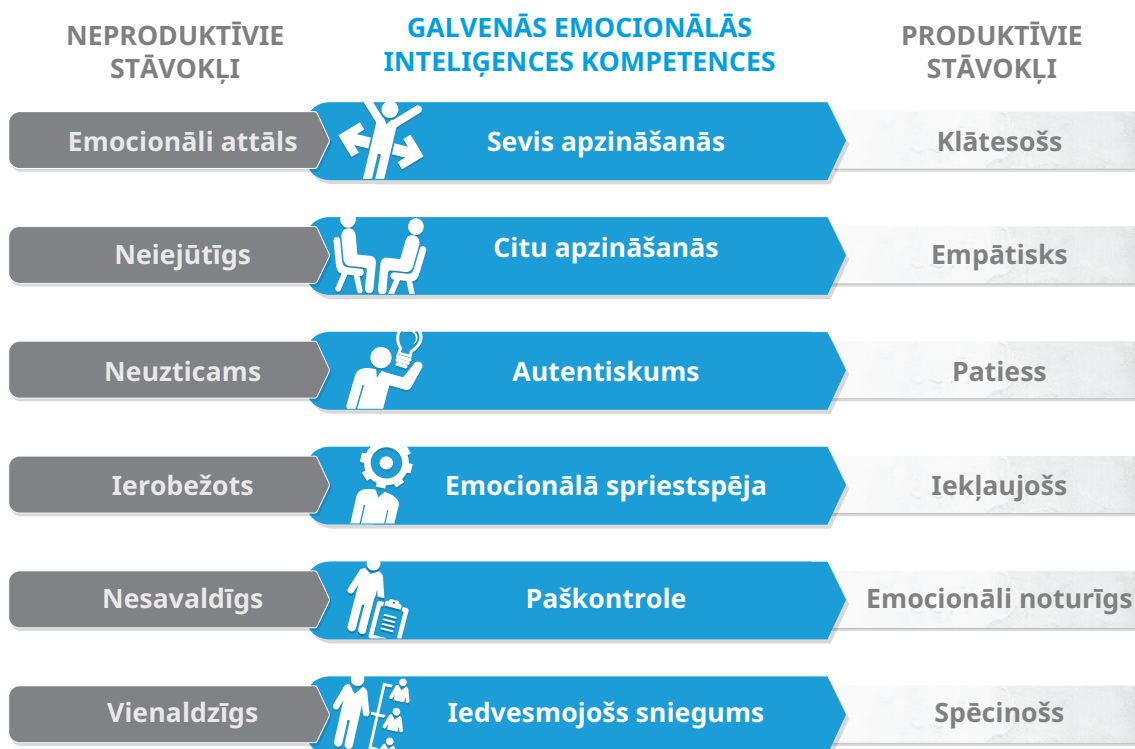 NEPRODUKTĪVIE
STĀVOKĻI
GALVENĀS EMOCIONĀLĀS
INTELIĢENCES KOMPETENCES
PRODUKTĪVIE
STĀVOKĻI
Emocionāli attāls
Sevis apzināšanās
Klātesošs
Neiejūtīgs
Citu apzināšanās
Empātisks
Neuzticams
Autentiskums
Patiess
Ierobežots
Emocionālā spriestspēja
Iekļaujošs
Nesavaldīgs
Paškontrole
Emocionāli noturīgs
Vienaldzīgs
Iedvesmojošs sniegums
Spēcinošs